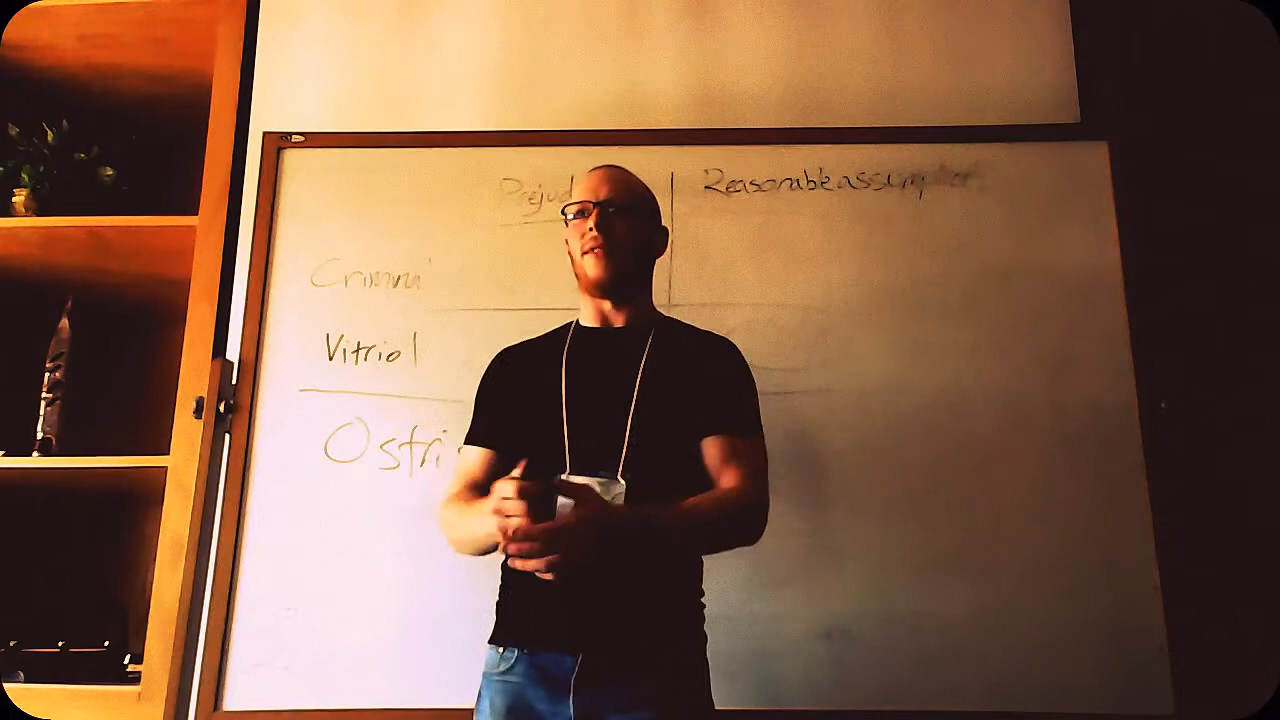 Prejud
Reasonable assumption
Crimin
Vitriol
Ostri